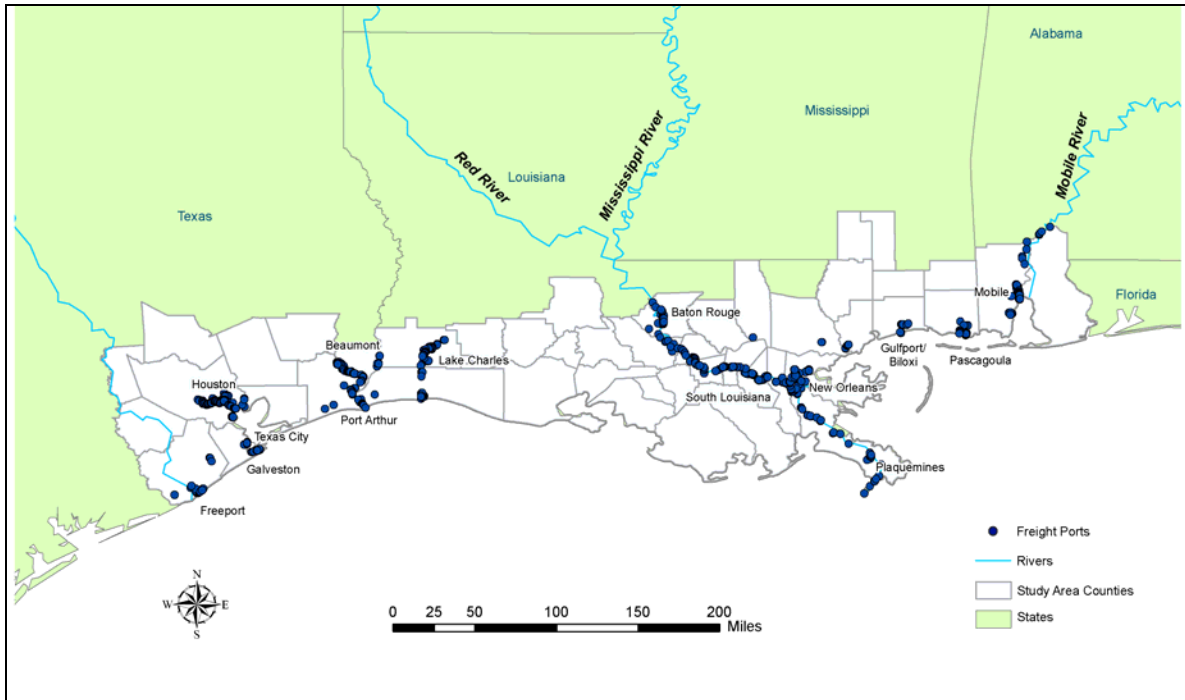 Alabama
Mississippi
Mobile River
Mississippi River
Red River
Louisiana
Texas
Mobile
Florida
Baton Rouge
Beaumont
Lake Charles
Gulfport/
Biloxi
Pascagoula
Houston
New Orleans
South Louisiana
Port Arthur
Texas City
Galveston
Plaquemines
Freeport
Freight Ports
Rivers
Study Area Counties
States
N
W E
S
0 25 50 100 150 200
Miles